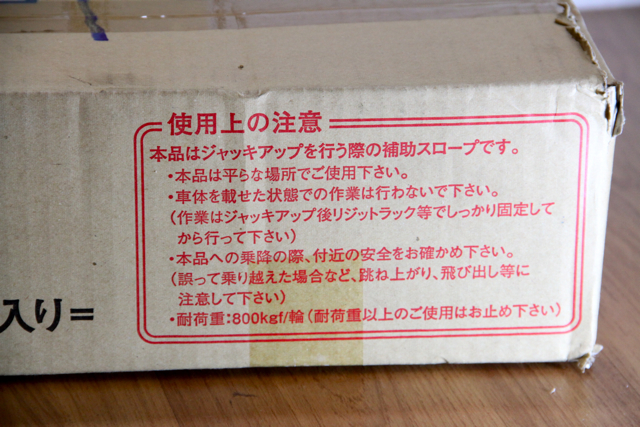 使用上の注意
本品はジャッキアップを行う際の補助スロープです。
・本品は平らな場所でご使用下さい。
・車体を載せた状態での作業は行わないで下さい。
(作業はジャッキアップ後リジットラック等でしっかり固定して
から行って下さい)
・本品への乗降の際、付近の安全をお確かめ下さい。
(誤って乗り越えた場合など、跳ね上がり、飛び出し等に
注意して下さい)
・耐荷重:800kgf/輪(耐荷重以上のご使用はお止め下さい)
入り=